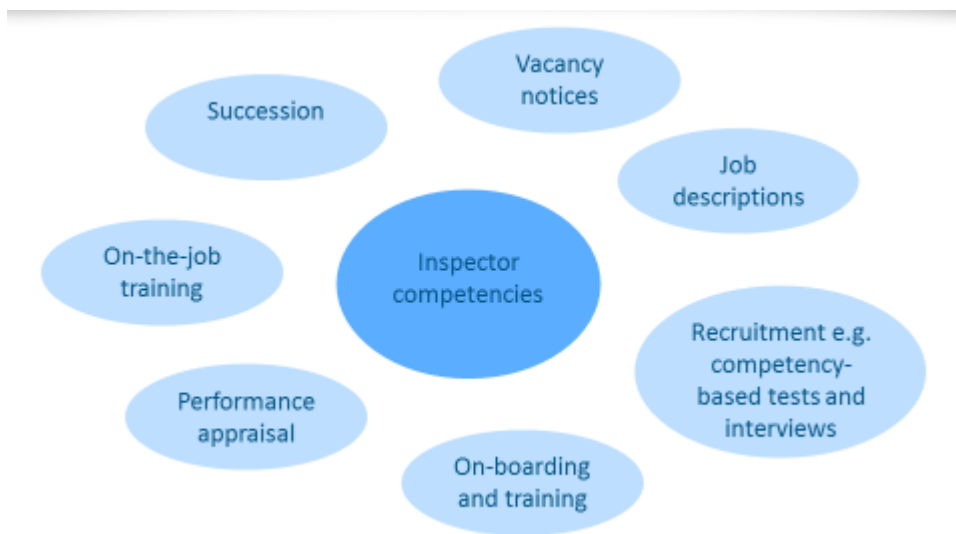 Vacancy
notices
Succession
Job
descriptions
On-the-job
training
Inspector
competencies
Recruitment e.g.
competency-
based tests and
interviews
Performance
appraisal
On-boarding
and training